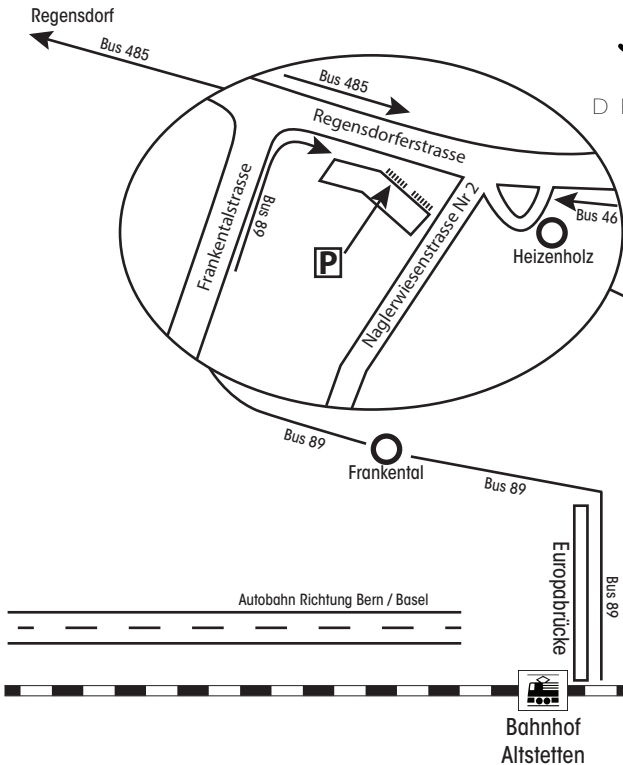 Regensdorf
Bus 485
Bus 485
D
Regensdorferstrasse
Frankentalstrasse
Bus 89
P
Naglerwiesenstrasse Nr 2
Bus 46
Heizenholz
Bus 89
Frankental
Bus 89
Europabrücke
Bus 89
Autobahn Richtung Bern / Basel
Bahnhof
Altstetten